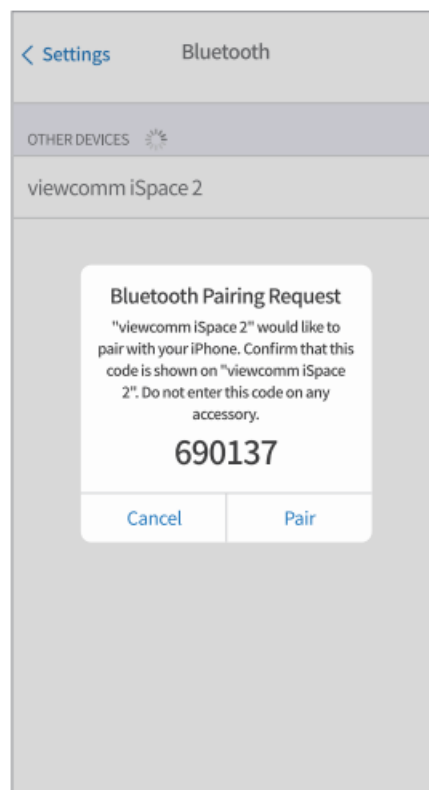 Settings
Bluetooth
OTHER DEVICES
viewcomm iSpace 2
Bluetooth Pairing Request
"viewcomm iSpace 2" would like to
pair with your iPhone. Confirm that this
code is shown on "viewcomm iSpace
2". Do not enter this code on any
accessory.
690137
Cancel
Pair